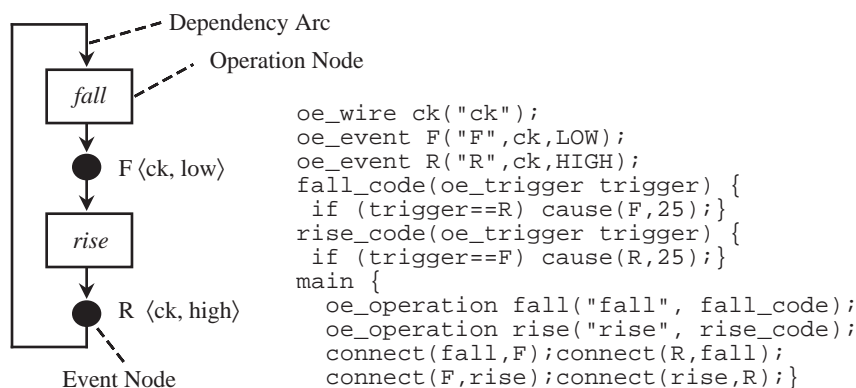 Dependency Arc
Operation Node
fall
F ⟨ck, low⟩
rise
R ⟨ck, high⟩
Event Node
oe_wire ck("ck");
oe_event F("F",ck,LOW);
oe_event R("R",ck,HIGH);
fall_code(oe_trigger trigger) {
 if (trigger==R) cause(F,25);}
rise_code(oe_trigger trigger) {
 if (trigger==F) cause(R,25);}
main {
  oe_operation fall("fall", fall_code);
  oe_operation rise("rise", rise_code);
  connect(fall,F);connect(R,fall);
  connect(F,rise);connect(rise,R);}